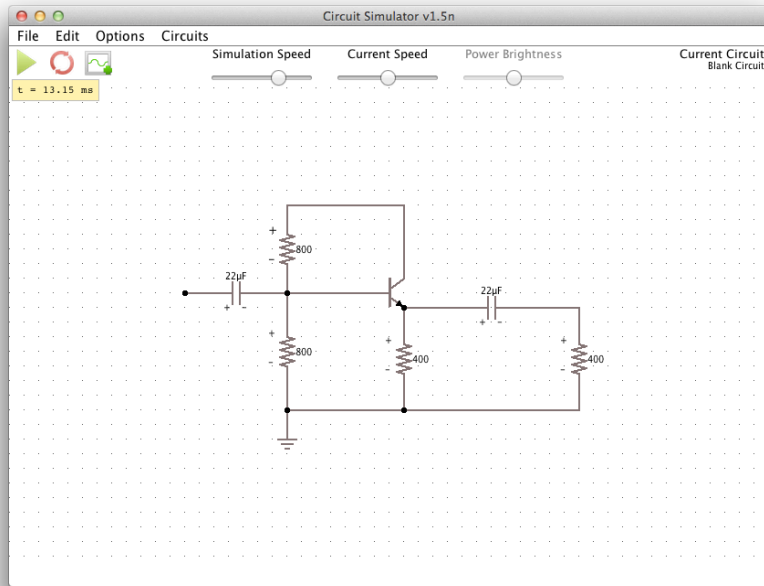 Circuit Simulator v1.5n
File Edit Options Circuits
Simulation Speed
Current Speed
Power Brightness
Current Circuit
Blank Circuit
t = 13.15 ms
+
800
-
22µF
+ -
22µF
+ -
+
800
-
+
400
-
+
400
-